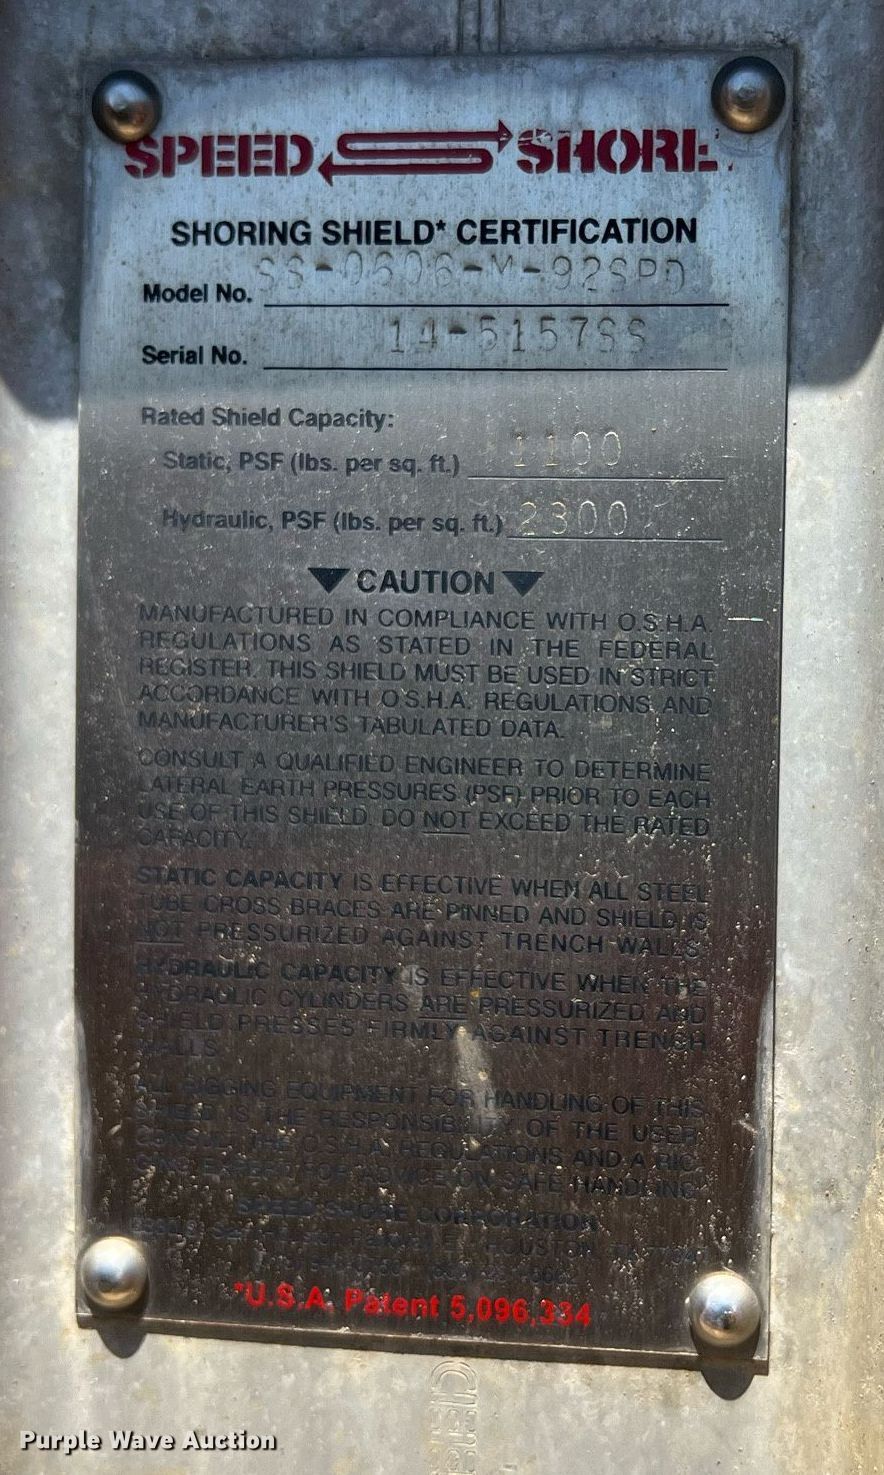 SPEED SHORE
SHORING SHIELD* CERTIFICATION
Model No. SS-0606-M-92SPD
Serial No. 14-5157SS
Rated Shield Capacity:
Static, PSF (lbs. per sq. ft.) 1100
Hydraulic, PSF (lbs. per sq. ft.) 2300
CAUTION
MANUFACTURED IN COMPLIANCE WITH O.S.H.A.
REGULATIONS AS STATED IN THE FEDERAL
REGISTER. THIS SHIELD MUST BE USED IN STRICT
ACCORDANCE WITH O.S.H.A. REGULATIONS AND
MANUFACTURER'S TABULATED DATA.
CONSULT A QUALIFIED ENGINEER TO DETERMINE
LATERAL EARTH PRESSURES (PSF) PRIOR TO EACH
USE OF THIS SHIELD. DO NOT EXCEED THE RATED
CAPACITY.
STATIC CAPACITY IS EFFECTIVE WHEN ALL STEEL
TUBE CROSS BRACES ARE PINNED AND SHIELD IS
NOT PRESSURIZED AGAINST TRENCH WALLS.
HYDRAULIC CAPACITY IS EFFECTIVE WHEN THE
HYDRAULIC CYLINDERS ARE PRESSURIZED AND
SHIELD PRESSES FIRMLY AGAINST TRENCH
WALLS.
ALL RIGGING EQUIPMENT FOR HANDLING OF THIS
SHIELD IS THE RESPONSIBILITY OF THE USER.
CONSULT THE O.S.H.A. REGULATIONS AND A RIG-
GING EXPERT FOR ADVICE ON SAFE HANDLING.
SPEED SHORE CORPORATION
HOUSTON
*U.S.A. Patent 5,096,334
Purple Wave Auction